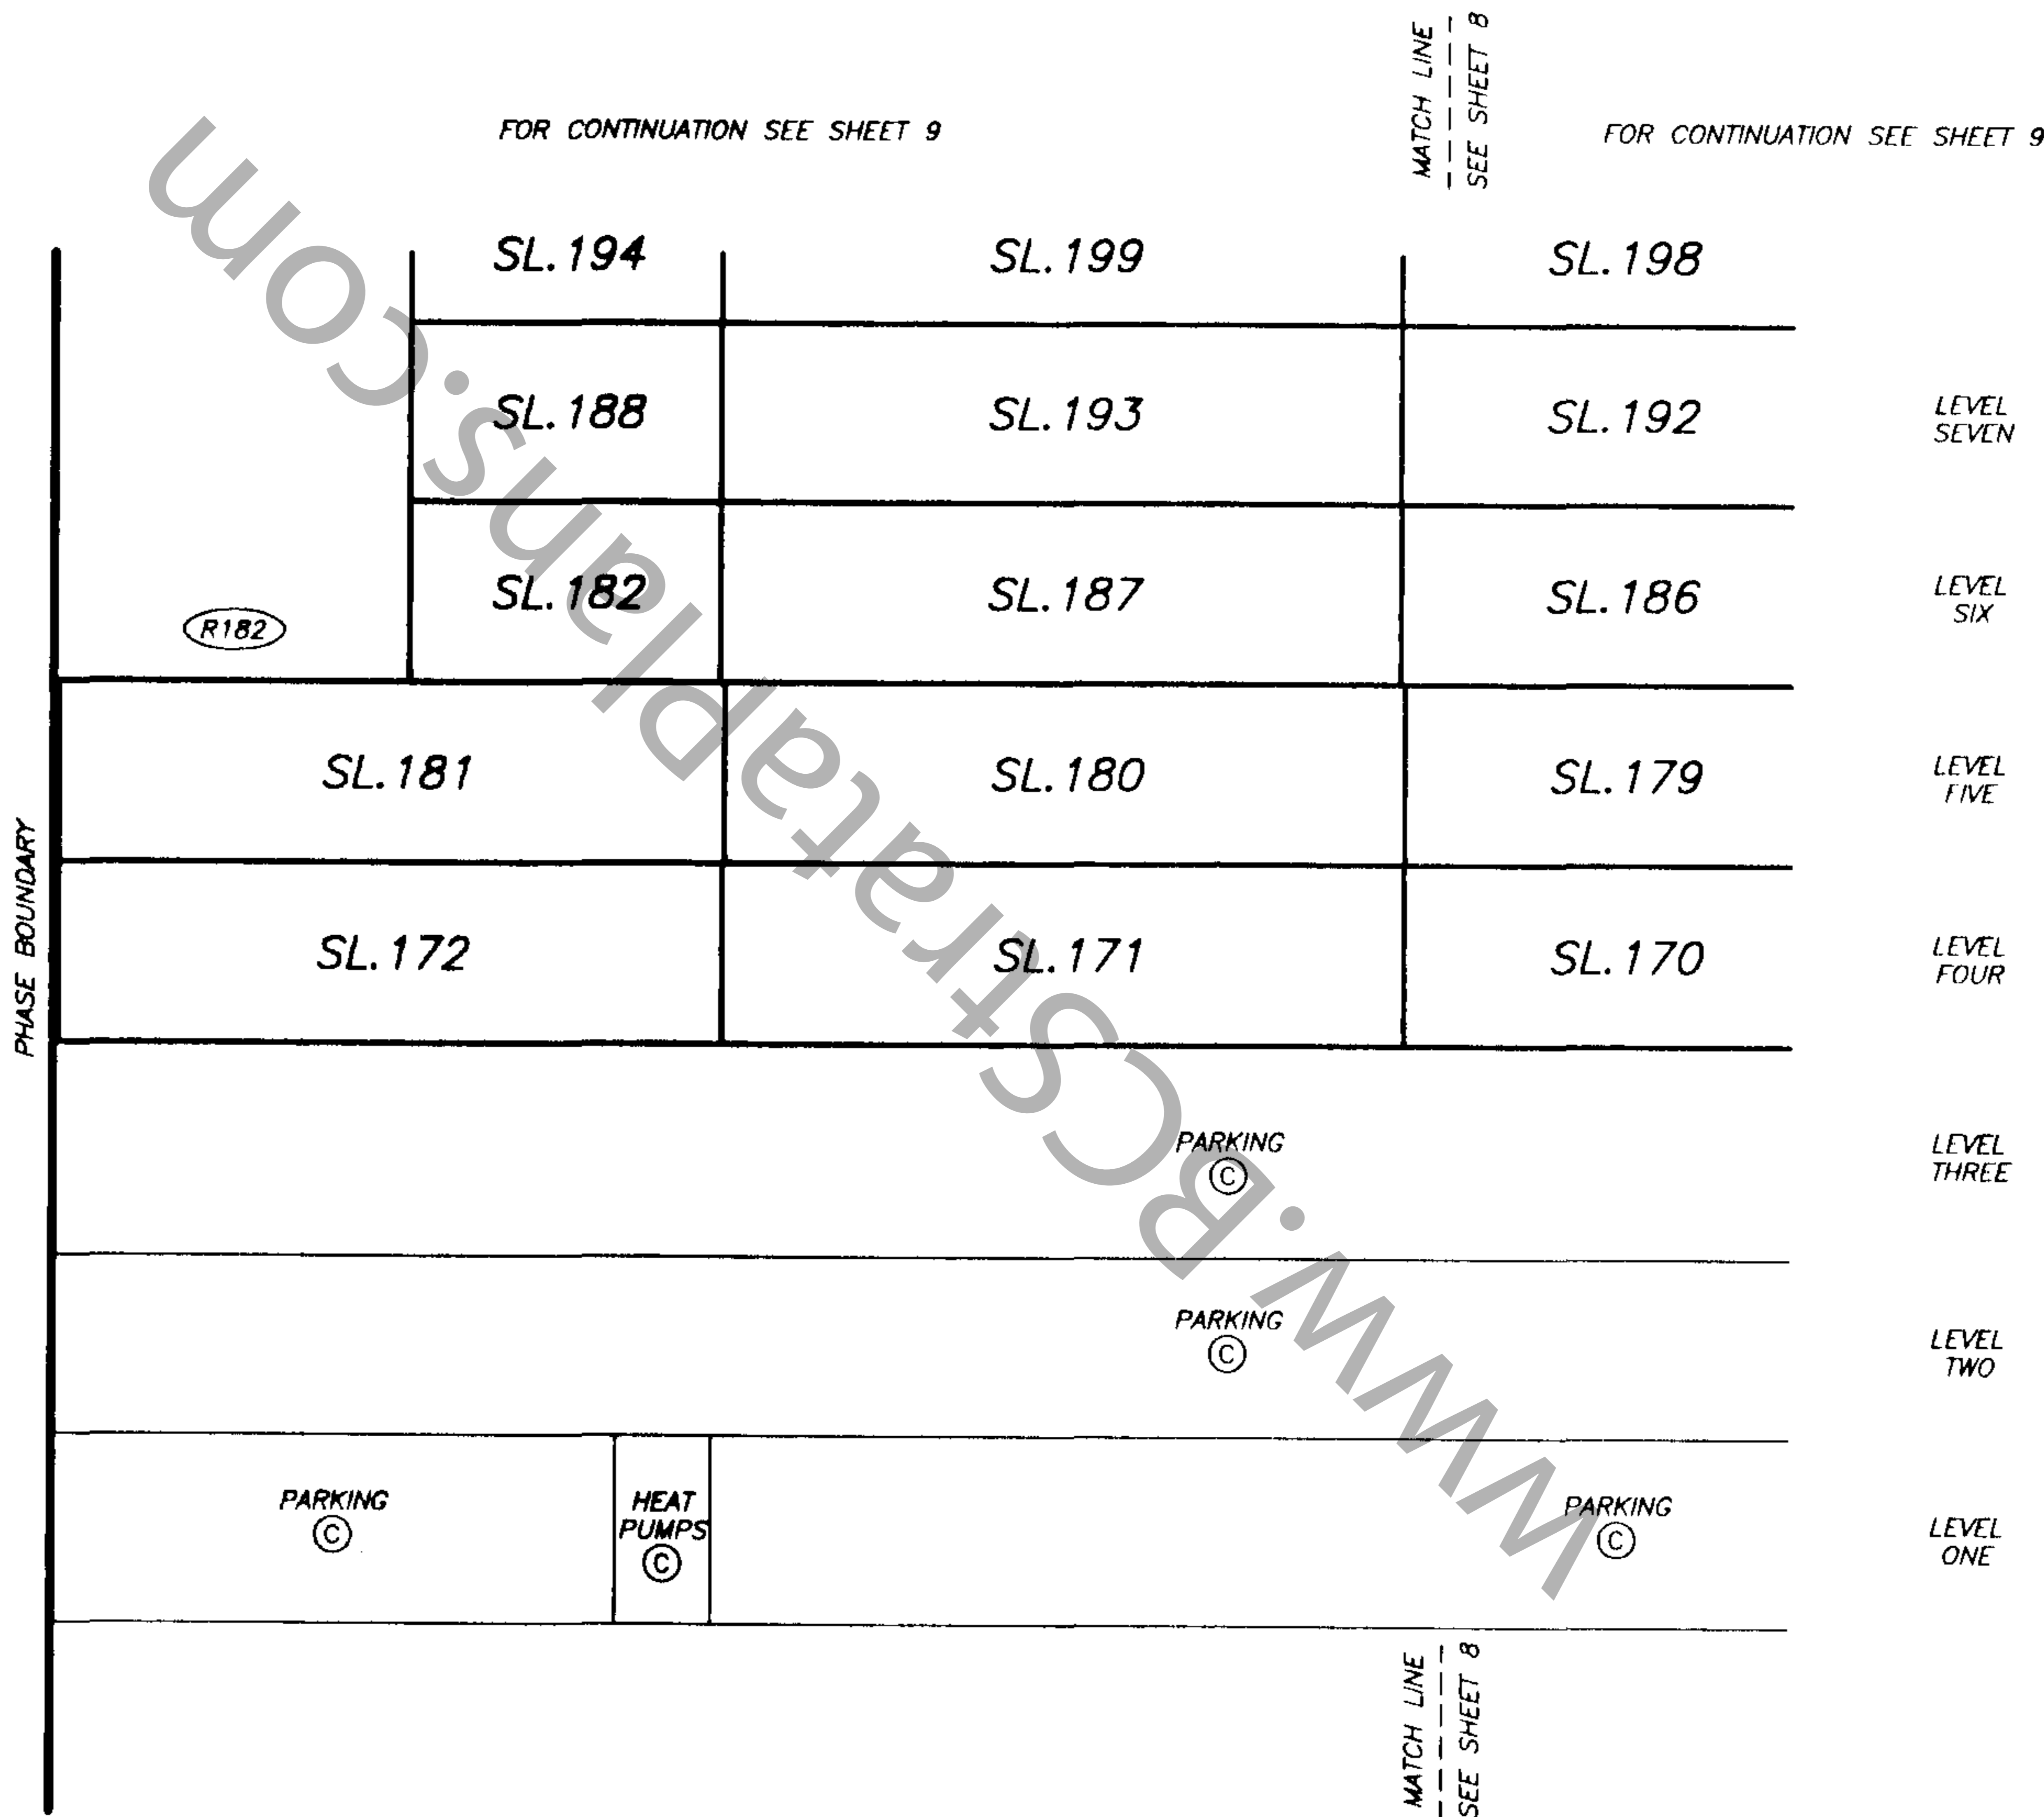 MATCH LINE
SEE SHEET 8
FOR CONTINUATION SEE SHEET 9
FOR CONTINUATION SEE SHEET 9
SL. 194
SL. 199
SL. 198
SL. 188
SL. 193
SL. 192
LEVEL
SEVEN
SL. 182
SL. 187
SL. 186
LEVEL
SIX
R182
SL. 181
SL. 180
SL. 179
LEVEL
FIVE
PHASE BOUNDARY
SL. 172
SL. 171
SL. 170
LEVEL
FOUR
PARKING
C
LEVEL
THREE
PARKING
C
LEVEL
TWO
PARKING
C
HEAT
PUMPS
C
PARKING
C
LEVEL
ONE
MATCH LINE
SEE SHEET 8
www.BCStrataPlans.com